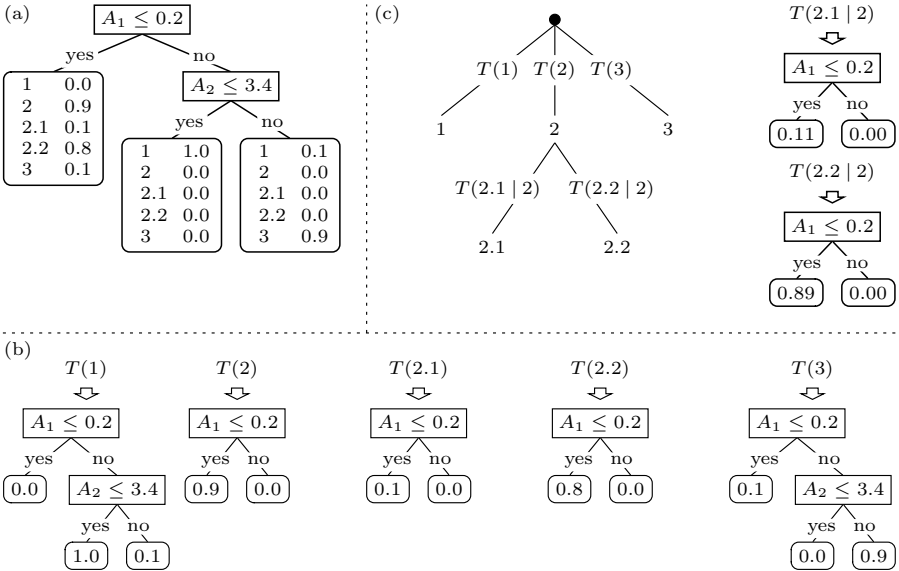 (a)
A₁ ≤ 0.2
yes no
1 0.0
2 0.9
2.1 0.1
2.2 0.8
3 0.1
A₂ ≤ 3.4
yes no
1 1.0
2 0.0
2.1 0.0
2.2 0.0
3 0.0
1 0.1
2 0.0
2.1 0.0
2.2 0.0
3 0.9
(c)
T(1) T(2) T(3)
1 2 3
T(2.1 | 2) T(2.2 | 2)
2.1 2.2
T(2.1 | 2)
A₁ ≤ 0.2
yes no
0.11 0.00
T(2.2 | 2)
A₁ ≤ 0.2
yes no
0.89 0.00
(b)
T(1)
A₁ ≤ 0.2
yes no
0.0 A₂ ≤ 3.4
yes no
1.0 0.1
T(2)
A₁ ≤ 0.2
yes no
0.9 0.0
T(2.1)
A₁ ≤ 0.2
yes no
0.1 0.0
T(2.2)
A₁ ≤ 0.2
yes no
0.8 0.0
T(3)
A₁ ≤ 0.2
yes no
0.1 A₂ ≤ 3.4
yes no
0.0 0.9